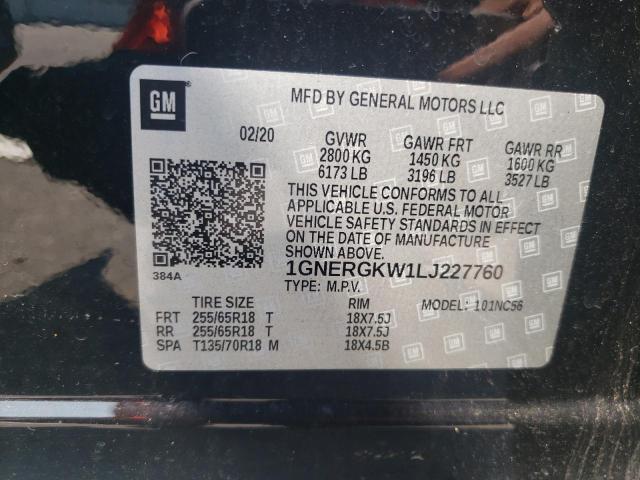 GM
MFD BY GENERAL MOTORS LLC
02/20 GVWR GAWR FRT GAWR RR
2800 KG 1450 KG 1600 KG
6173 LB 3196 LB 3527 LB
THIS VEHICLE CONFORMS TO ALL
APPLICABLE U.S. FEDERAL MOTOR
VEHICLE SAFETY STANDARDS IN EFFECT
ON THE DATE OF MANUFACTURE
SHOWN ABOVE.
384A
1GNERGKW1LJ227760
TYPE: M.P.V.
TIRE SIZE RIM MODEL: 101NC56
FRT 255/65R18 T 18X7.5J
RR 255/65R18 T 18X7.5J
SPA T135/70R18 M 18X4.5B